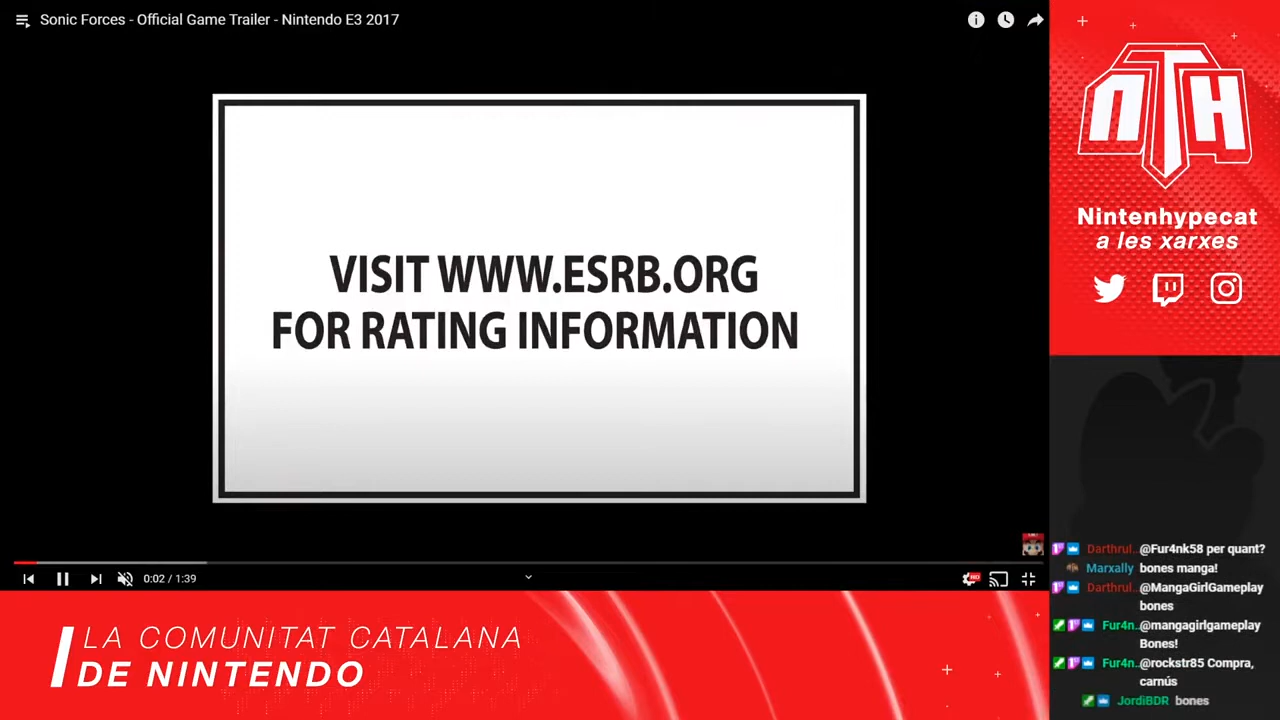 Sonic Forces - Official Game Trailer - Nintendo E3 2017
VISIT WWW.ESRB.ORG
FOR RATING INFORMATION
0:02 / 1:39
HD
LA COMUNITAT CATALANA
DE NINTENDO
NTH
Nintenhypecat
a les xarxes
Darthrul.. @Fur4nk58 per quant?
Marxally bones manga!
Darthrul.. @MangaGirlGameplay
bones
Fur4n.. @mangagirlgameplay
Bones!
Fur4n.. @rockstr85 Compra,
carnús
JordiBDR bones